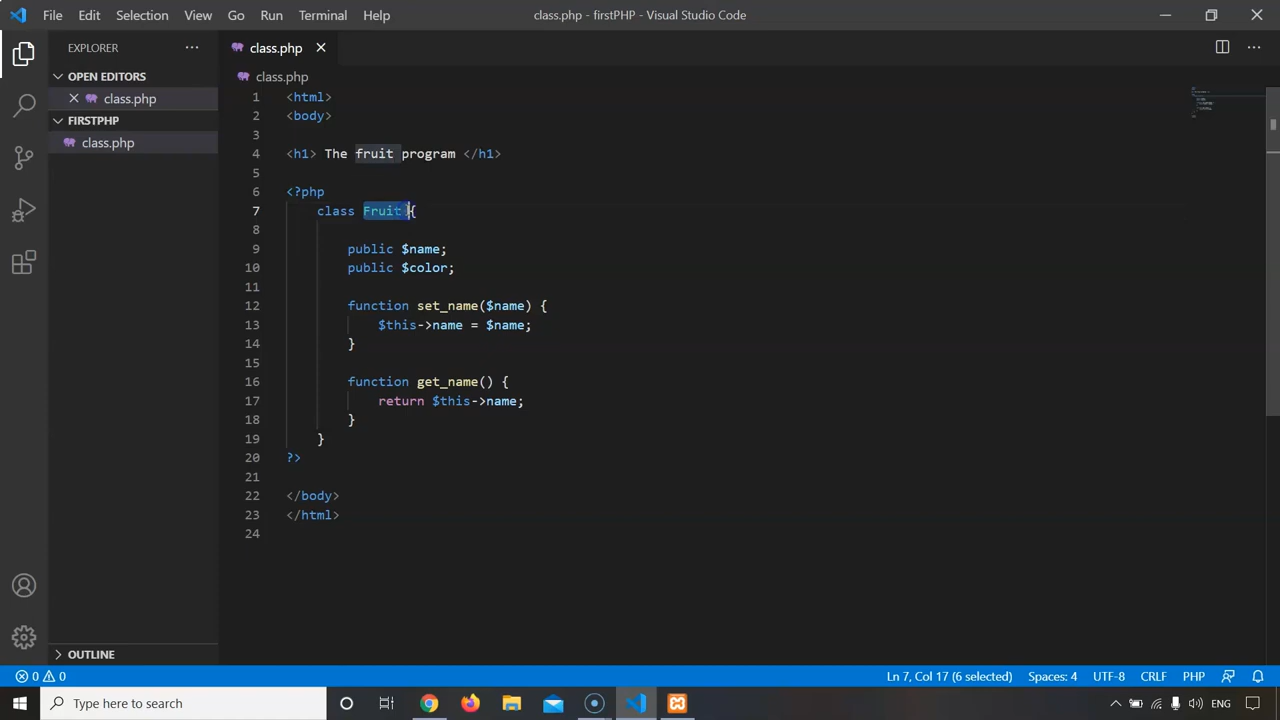 File Edit Selection View Go Run Terminal Help class.php - firstPHP - Visual Studio Code
EXPLORER
class.php
OPEN EDITORS
class.php
class.php
FIRSTPHP
class.php
1 <html>
2 <body>
3
4 <h1> The fruit program </h1>
5
6 <?php
7 class Fruit {
8
9 public $name;
10 public $color;
11
12 function set_name($name) {
13 $this->name = $name;
14 }
15
16 function get_name() {
17 return $this->name;
18 }
19 }
20 ?>
21
22 </body>
23 </html>
24
OUTLINE
0 0 Ln 7, Col 17 (6 selected) Spaces: 4 UTF-8 CRLF PHP
Type here to search ENG